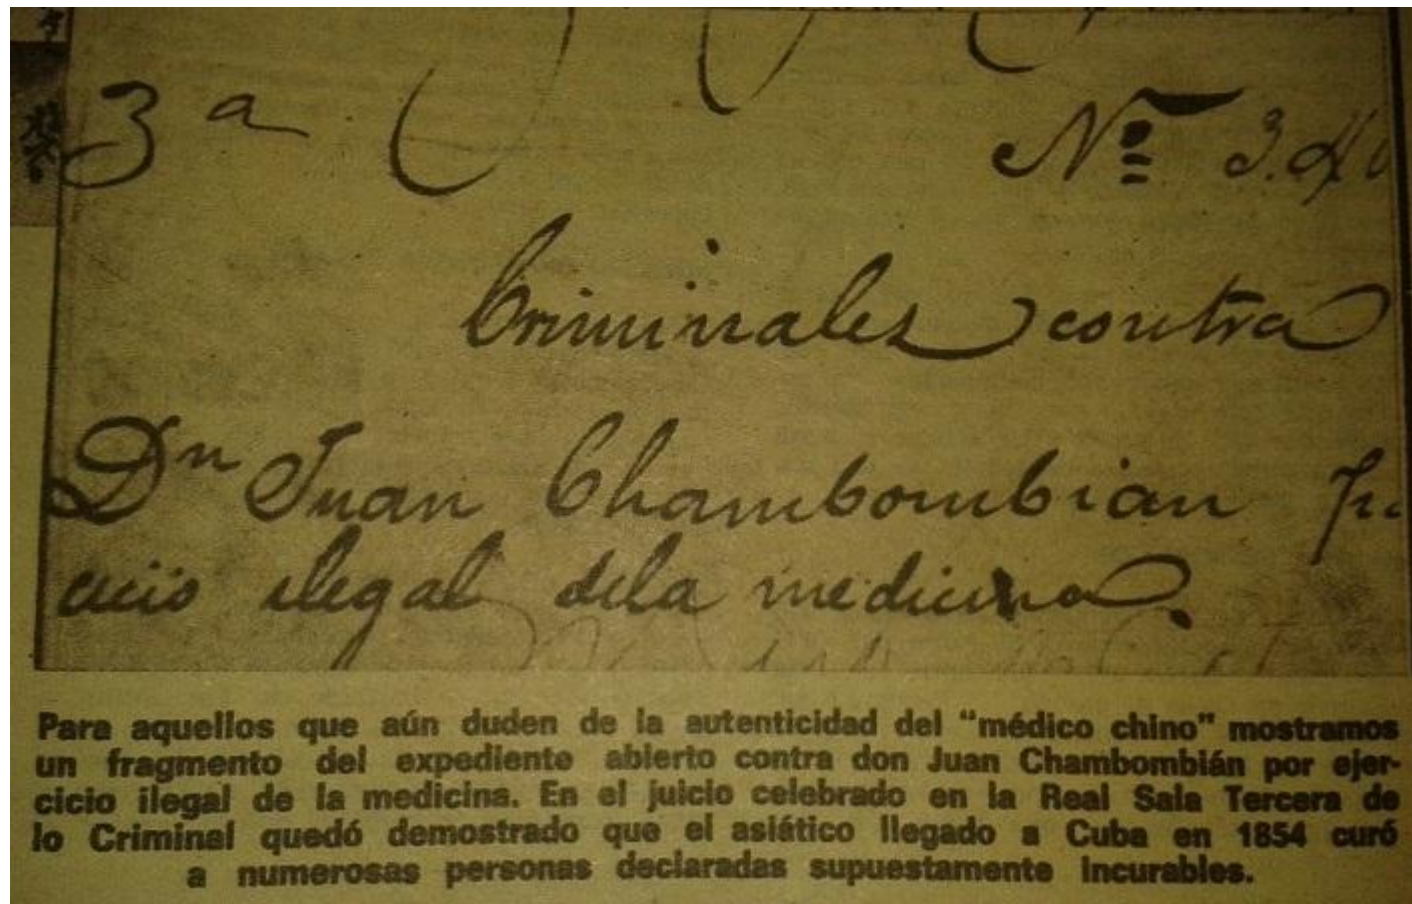 3ª
Nº 3.
Criminales contra
Dn Juan Chambombian
cicio ilegal dela medicina.
Para aquellos que aún duden de la autenticidad del "médico chino" mostramos
un fragmento del expediente abierto contra don Juan Chambombián por ejer-
cicio ilegal de la medicina. En el juicio celebrado en la Real Sala Tercera de
lo Criminal quedó demostrado que el asiático llegado a Cuba en 1854 curó
a numerosas personas declaradas supuestamente incurables.